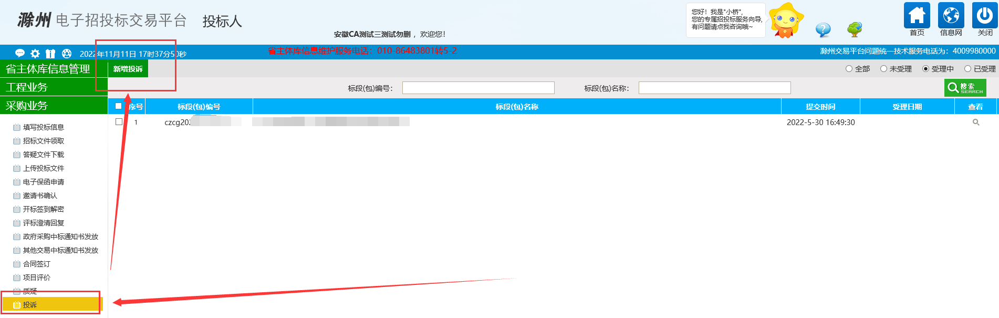 滁州 电子招投标交易平台 投标人
您好！我是"小桥",
您的专属招投标服务向导,
有问题请点我咨询哦~
?
首页
信息网
关闭
安徽CA测试三测试勿删 ，欢迎您！
2022年11月11日 17时37分50秒
省主体库信息维护服务电话：010-86483801转5-2
滁州交易平台问题统一技术服务电话为：4009980000
省主体库信息管理
工程业务
采购业务
新增投诉
全部 未受理 受理中 已受理
标段(包)编号：
标段(包)名称：
搜索
SEARCH
序号 标段(包)编号 标段(包)名称 提交时间 受理日期 查看
1 czcg202 2022-5-30 16:49:30
填写投标信息
招标文件领取
答疑文件下载
上传投标文件
电子保函申请
邀请书确认
开标签到解密
评标澄清回复
政府采购中标通知书发放
其他交易中标通知书发放
合同签订
项目评价
质疑
投诉